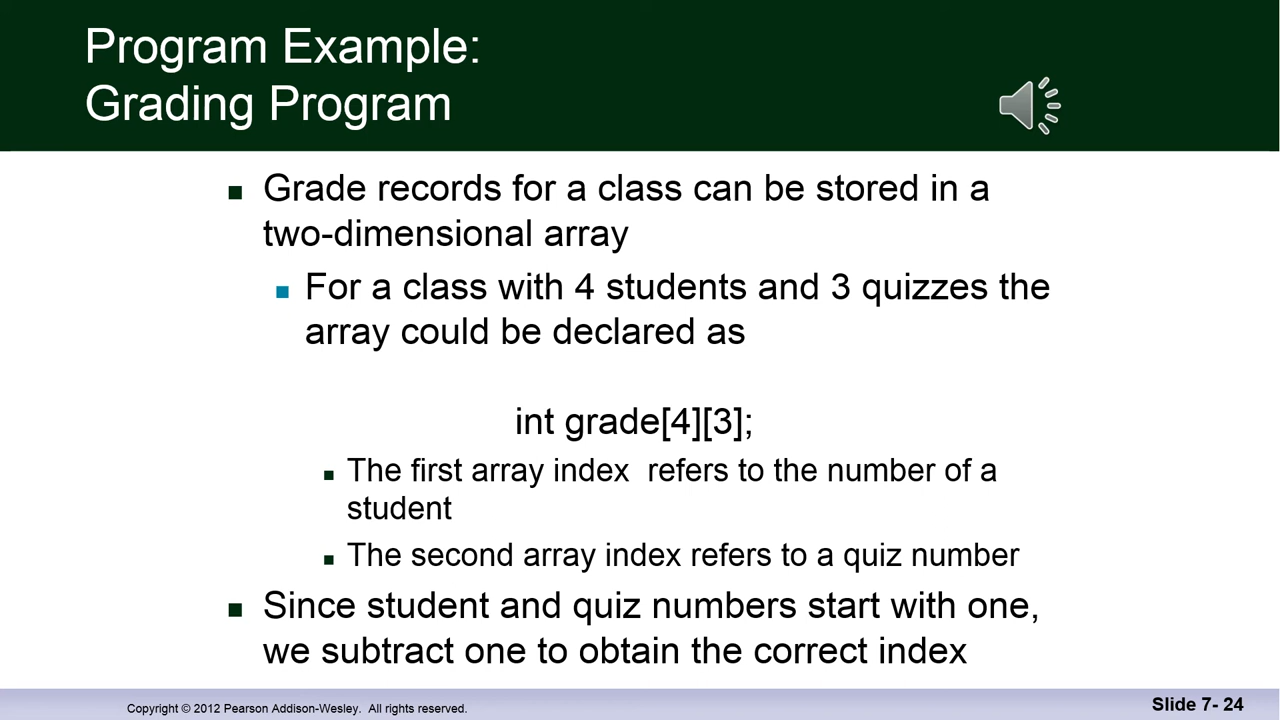 Program Example:
Grading Program
Grade records for a class can be stored in a
two-dimensional array
For a class with 4 students and 3 quizzes the
array could be declared as
int grade[4][3];
The first array index  refers to the number of a
student
The second array index refers to a quiz number
Since student and quiz numbers start with one,
we subtract one to obtain the correct index
Copyright © 2012 Pearson Addison-Wesley.  All rights reserved.
Slide 7- 24